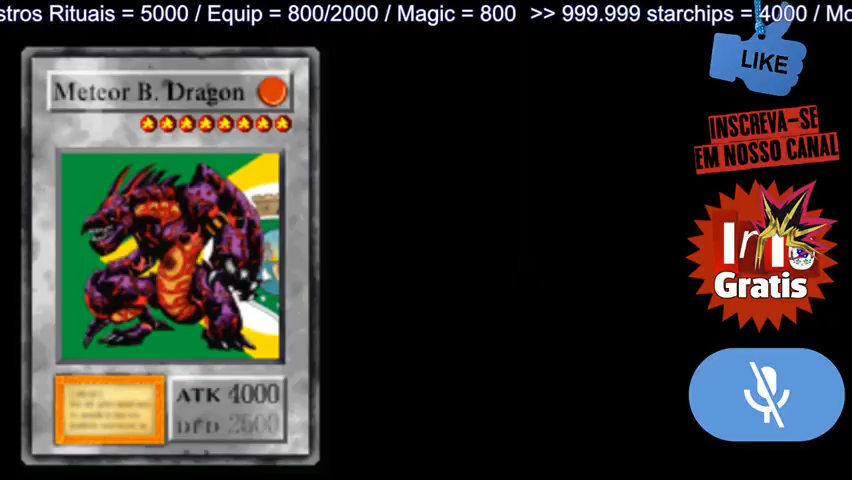 stros Rituais = 5000 / Equip = 800/2000 / Magic = 800 >> 999.999 starchips = 4000 / Mo
LIKE
Meteor B. Dragon
INSCREVA-SE
EM NOSSO CANAL
Gratis
ATK 4000
DFD 2500